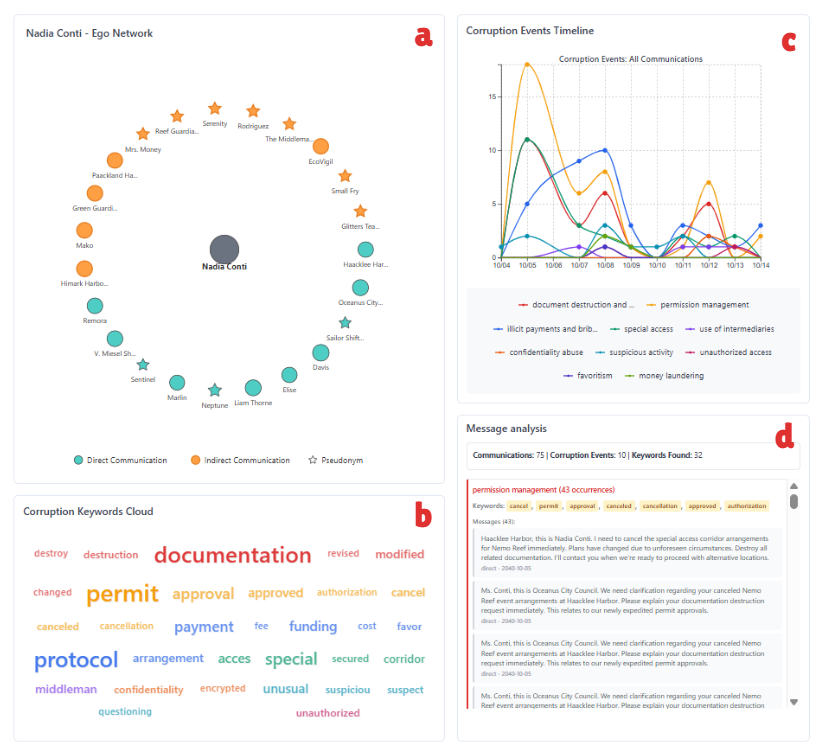 Nadia Conti - Ego Network
a
Serenity
Rodriguez
Reef Guardia...
The Middlema...
Mrs. Money
EcoVigil
Paackland Ha...
Small Fry
Green Guardi...
Glitters Tea...
Mako
Nadia Conti
Haacklee Har...
Himark Harbo...
Oceanus City...
Remora
Sailor Shift...
V. Miesel Sh...
Davis
Sentinel
Elise
Marlin
Neptune
Liam Thorne
Direct Communication
Indirect Communication
Pseudonym
Corruption Keywords Cloud
b
destroy destruction documentation revised modified
changed permit approval approved authorization cancel
canceled cancellation payment fee funding cost favor
protocol arrangement acces special secured corridor
middleman confidentiality encrypted unusual suspiciou suspect
questioning unauthorized
Corruption Events Timeline
c
Corruption Events: All Communications
15
10
5
0
10/04 10/05 10/06 10/07 10/08 10/09 10/10 10/11 10/12 10/13 10/14
document destruction and ... permission management
illicit payments and brib... special access use of intermediaries
confidentiality abuse suspicious activity unauthorized access
favoritism money laundering
Message analysis
d
Communications: 75 | Corruption Events: 10 | Keywords Found: 32
permission management (43 occurrences)
Keywords: cancel , permit , approval , canceled , cancellation , approved , authorization
Messages (43):
Haacklee Harbor, this is Nadia Conti. I need to cancel the special access corridor arrangements
for Nemo Reef immediately. Plans have changed due to unforeseen circumstances. Destroy all
related documentation. I'll contact you when we're ready to proceed with alternative locations.
direct - 2040-10-05
Ms. Conti, this is Oceanus City Council. We need clarification regarding your canceled Nemo
Reef event arrangements at Haacklee Harbor. Please explain your documentation destruction
request immediately. This relates to our newly expedited permit approvals.
direct - 2040-10-05
Ms. Conti, this is Oceanus City Council. We need clarification regarding your canceled Nemo
Reef event arrangements at Haacklee Harbor. Please explain your documentation destruction
request immediately. This relates to our newly expedited permit approvals.
direct - 2040-10-05
Ms. Conti, this is Oceanus City Council. We need clarification regarding your canceled Nemo
Reef event arrangements at Haacklee Harbor. Please explain your documentation destruction